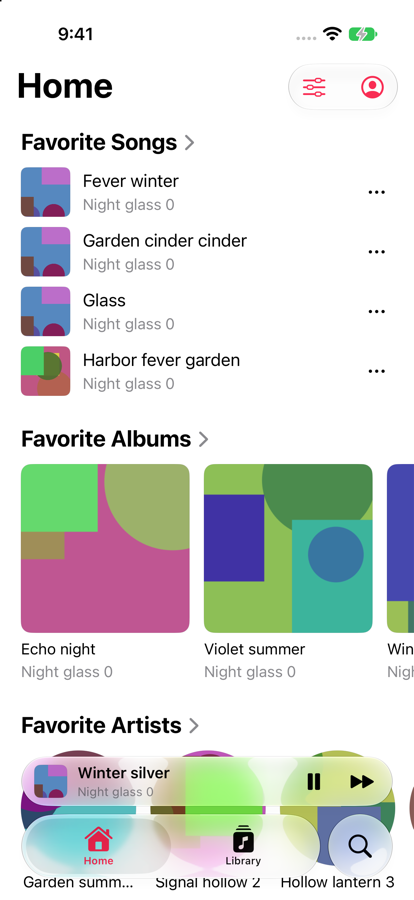 9:41
Home
Favorite Songs
Fever winter
Night glass 0
Garden cinder cinder
Night glass 0
Glass
Night glass 0
Harbor fever garden
Night glass 0
Favorite Albums
Echo night
Night glass 0
Violet summer
Night glass 0
Win
Nigh
Favorite Artists
Winter silver
Night glass 0
Home
Library
Garden summ...
Signal hollow 2
Hollow lantern 3